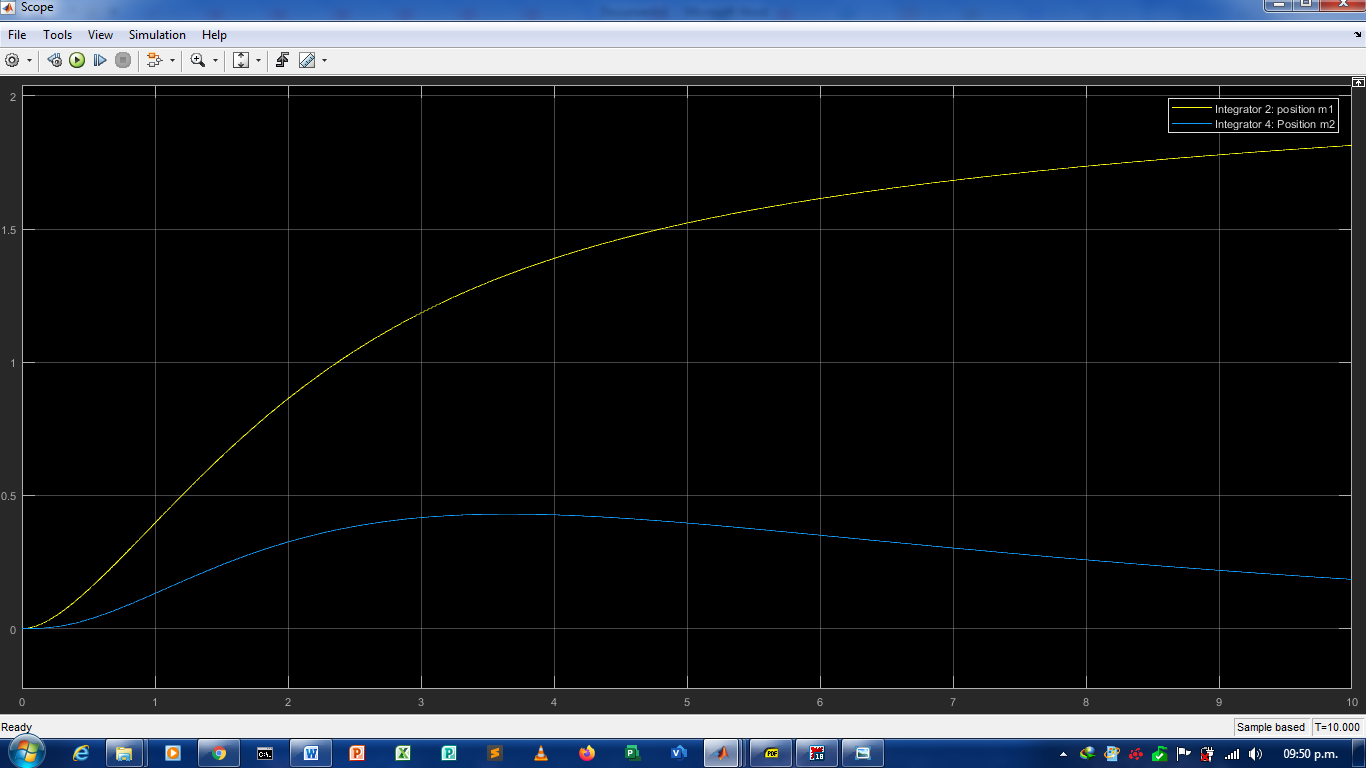 Scope
File Tools View Simulation Help
Integrator 2: position m1
Integrator 4: Position m2
2
1.5
1
0.5
0
0 1 2 3 4 5 6 7 8 9 10
Ready
Sample based T=10.000
09:50 p.m.